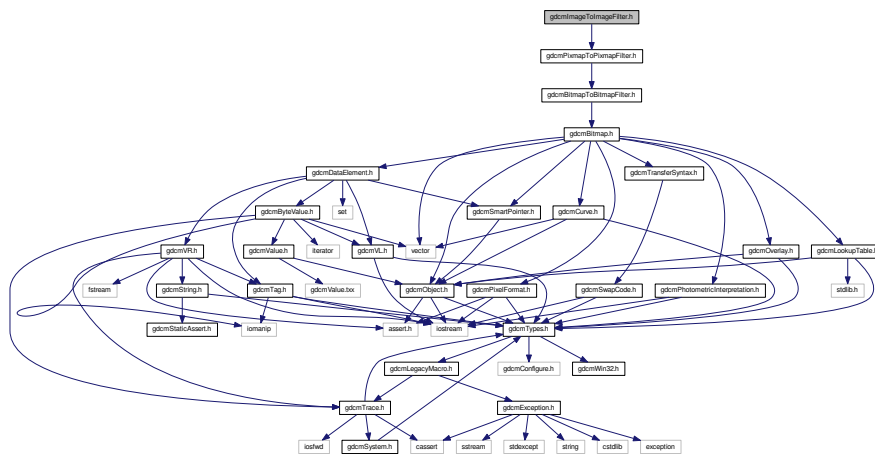 gdcmImageToImageFilter.h
gdcmPixmapToPixmapFilter.h
gdcmBitmapToBitmapFilter.h
gdcmBitmap.h
gdcmDataElement.h
gdcmTransferSyntax.h
gdcmByteValue.h
set
gdcmSmartPointer.h
gdcmCurve.h
gdcmVR.h
gdcmValue.h
iterator
gdcmVL.h
vector
gdcmOverlay.h
gdcmLookupTable.h
fstream
gdcmString.h
gdcmTag.h
gdcmValue.txx
gdcmObject.h
gdcmPixelFormat.h
gdcmSwapCode.h
gdcmPhotometricInterpretation.h
stdlib.h
gdcmStaticAssert.h
iomanip
assert.h
iostream
gdcmTypes.h
gdcmLegacyMacro.h
gdcmConfigure.h
gdcmWin32.h
gdcmTrace.h
gdcmException.h
iosfwd
gdcmSystem.h
cassert
sstream
stdexcept
string
cstdlib
exception